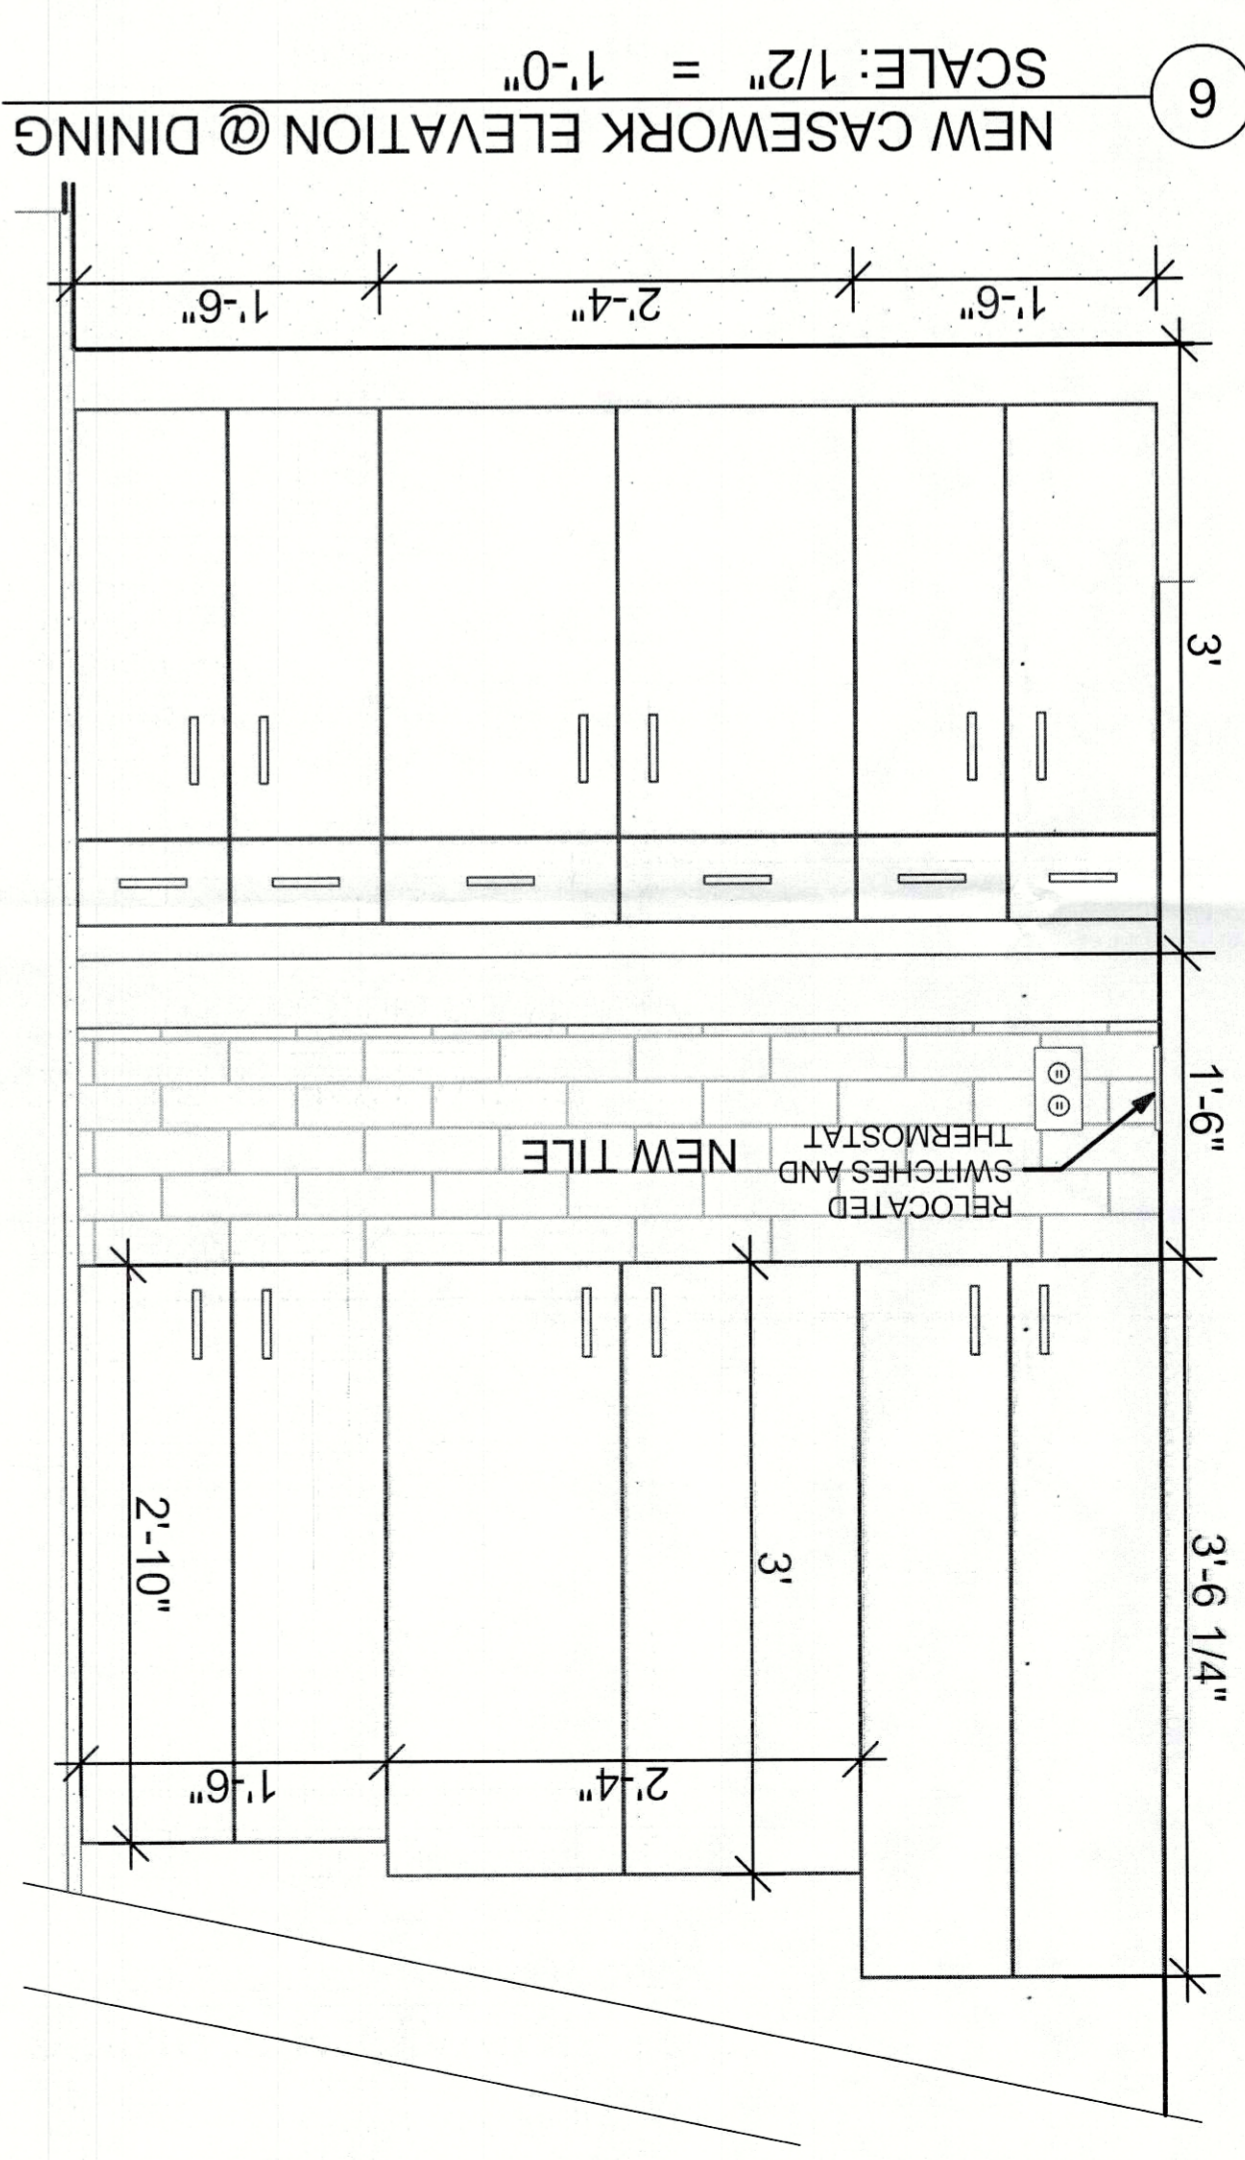 2'-4"
1'-6"
3'-6 1/4"
3'
2'-10"
RELOCATED
SWITCHES AND
THERMOSTAT
NEW TILE
1'-6"
3'
1'-6"
2'-4"
1'-6"
6
NEW CASEWORK ELEVATION @ DINING
SCALE: 1/2" = 1'-0"